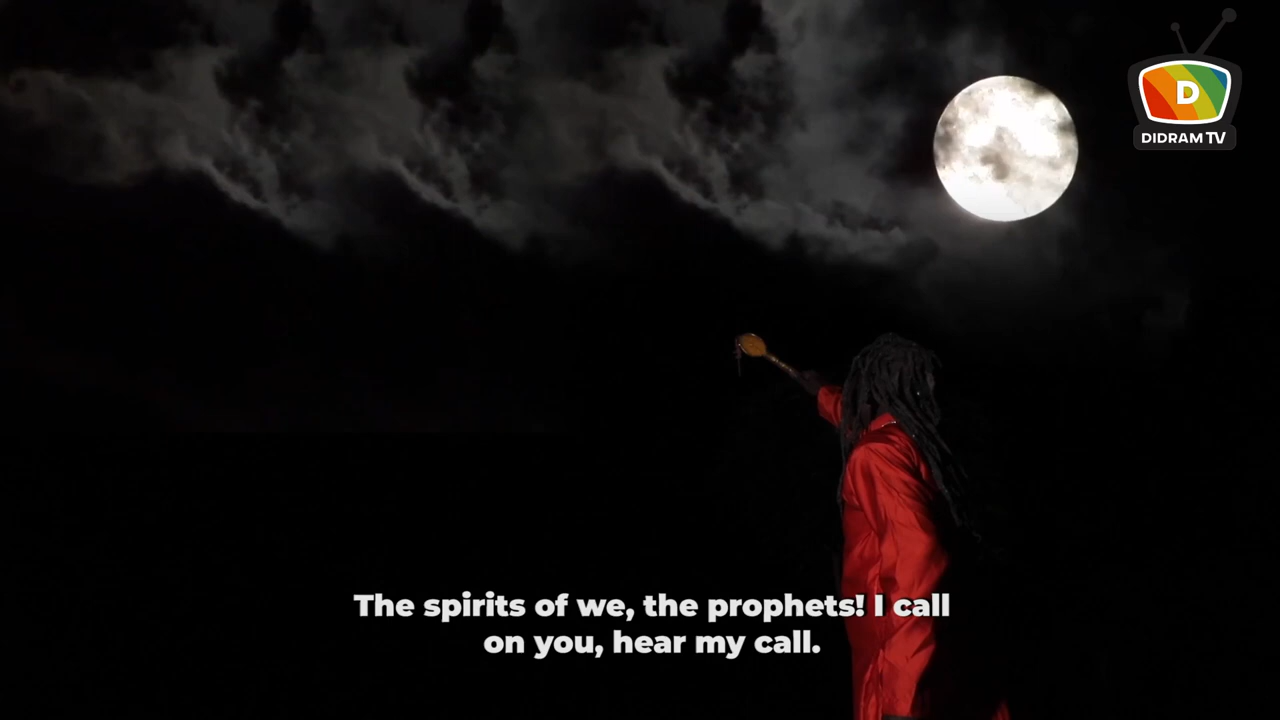 D
DIDRAM TV
The spirits of we, the prophets! I call
on you, hear my call.